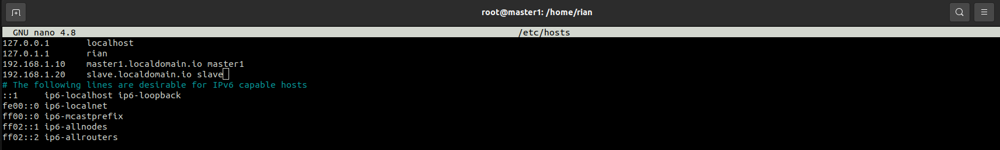 root@master1: /home/rian
GNU nano 4.8 /etc/hosts
127.0.0.1 localhost
127.0.1.1 rian
192.168.1.10 master1.localdomain.io master1
192.168.1.20 slave.localdomain.io slave
# The following lines are desirable for IPv6 capable hosts
::1 ip6-localhost ip6-loopback
fe00::0 ip6-localnet
ff00::0 ip6-mcastprefix
ff02::1 ip6-allnodes
ff02::2 ip6-allrouters